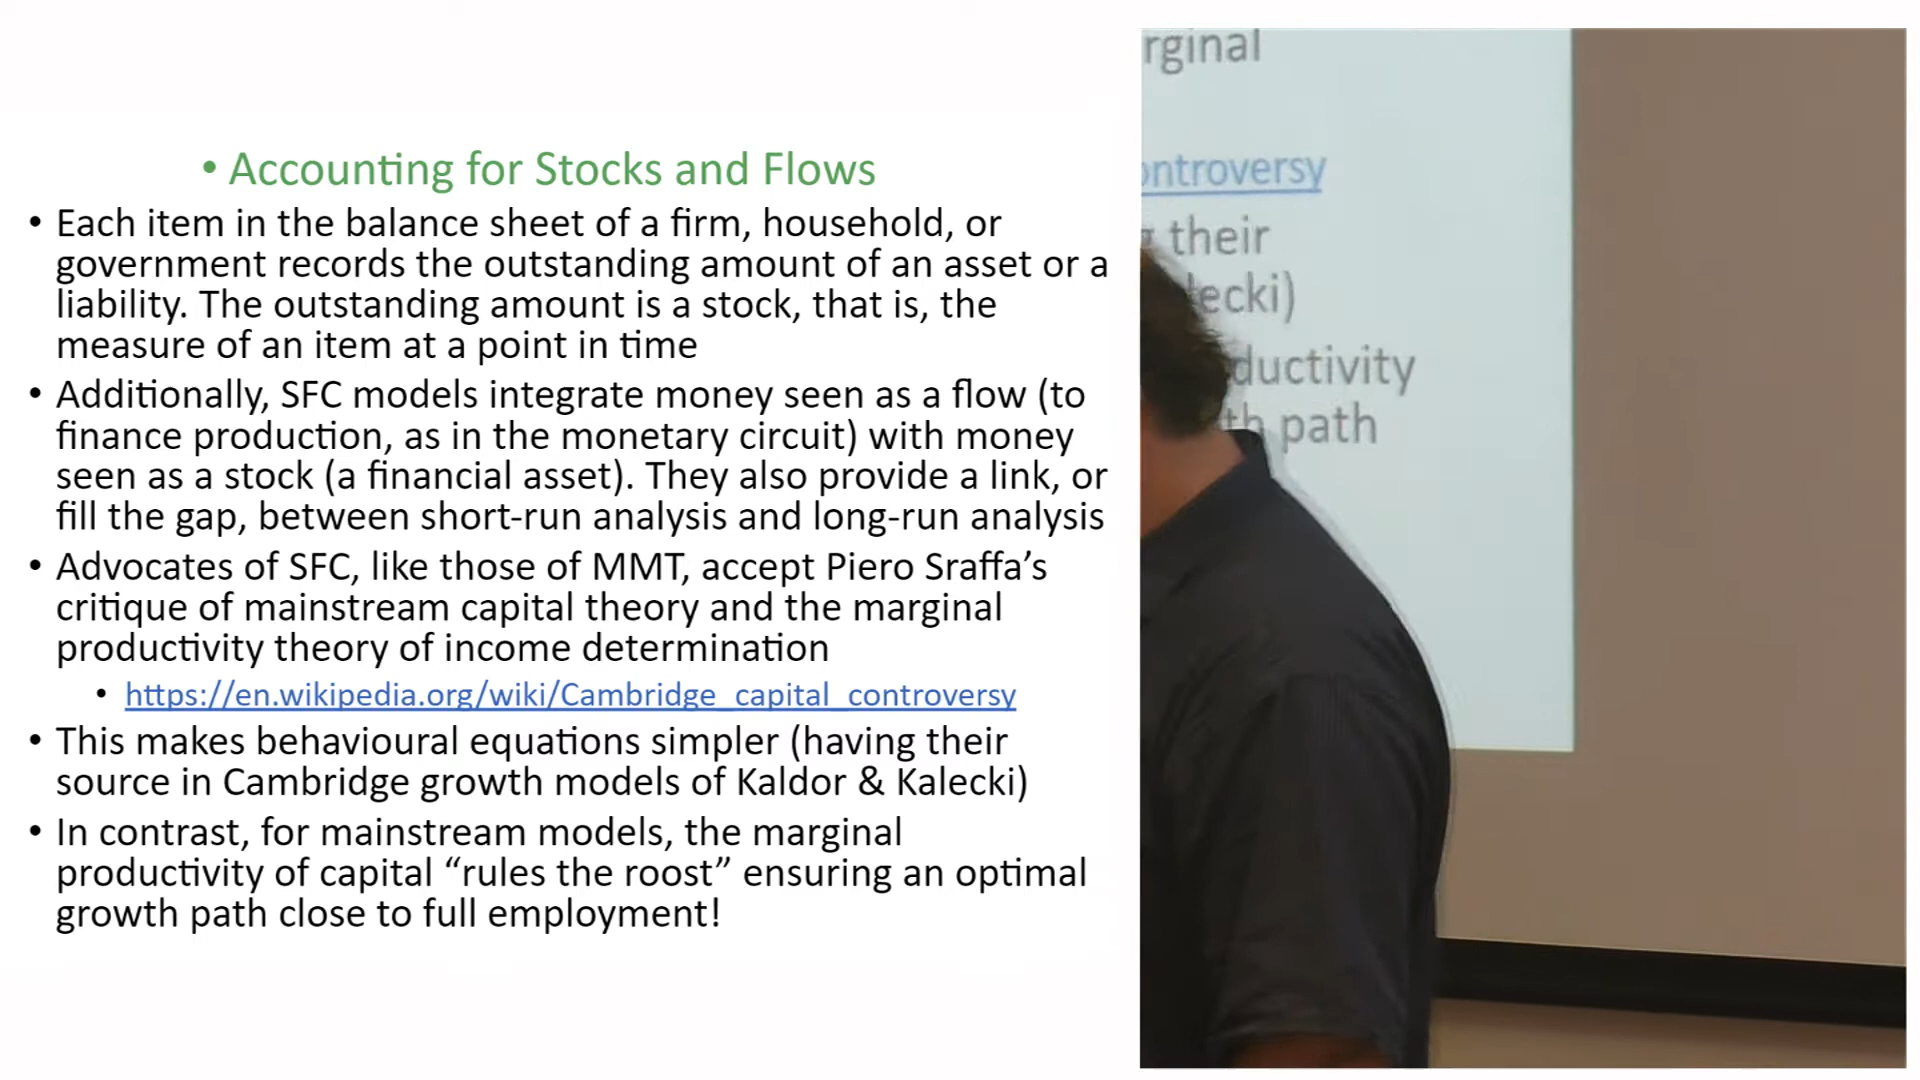 • Accounting for Stocks and Flows
• Each item in the balance sheet of a firm, household, or
government records the outstanding amount of an asset or a
liability. The outstanding amount is a stock, that is, the
measure of an item at a point in time
• Additionally, SFC models integrate money seen as a flow (to
finance production, as in the monetary circuit) with money
seen as a stock (a financial asset). They also provide a link, or
fill the gap, between short-run analysis and long-run analysis
• Advocates of SFC, like those of MMT, accept Piero Sraffa’s
critique of mainstream capital theory and the marginal
productivity theory of income determination
• https://en.wikipedia.org/wiki/Cambridge_capital_controversy
• This makes behavioural equations simpler (having their
source in Cambridge growth models of Kaldor & Kalecki)
• In contrast, for mainstream models, the marginal
productivity of capital “rules the roost” ensuring an optimal
growth path close to full employment!
rginal
ontroversy
their
lecki)
ductivity
th path